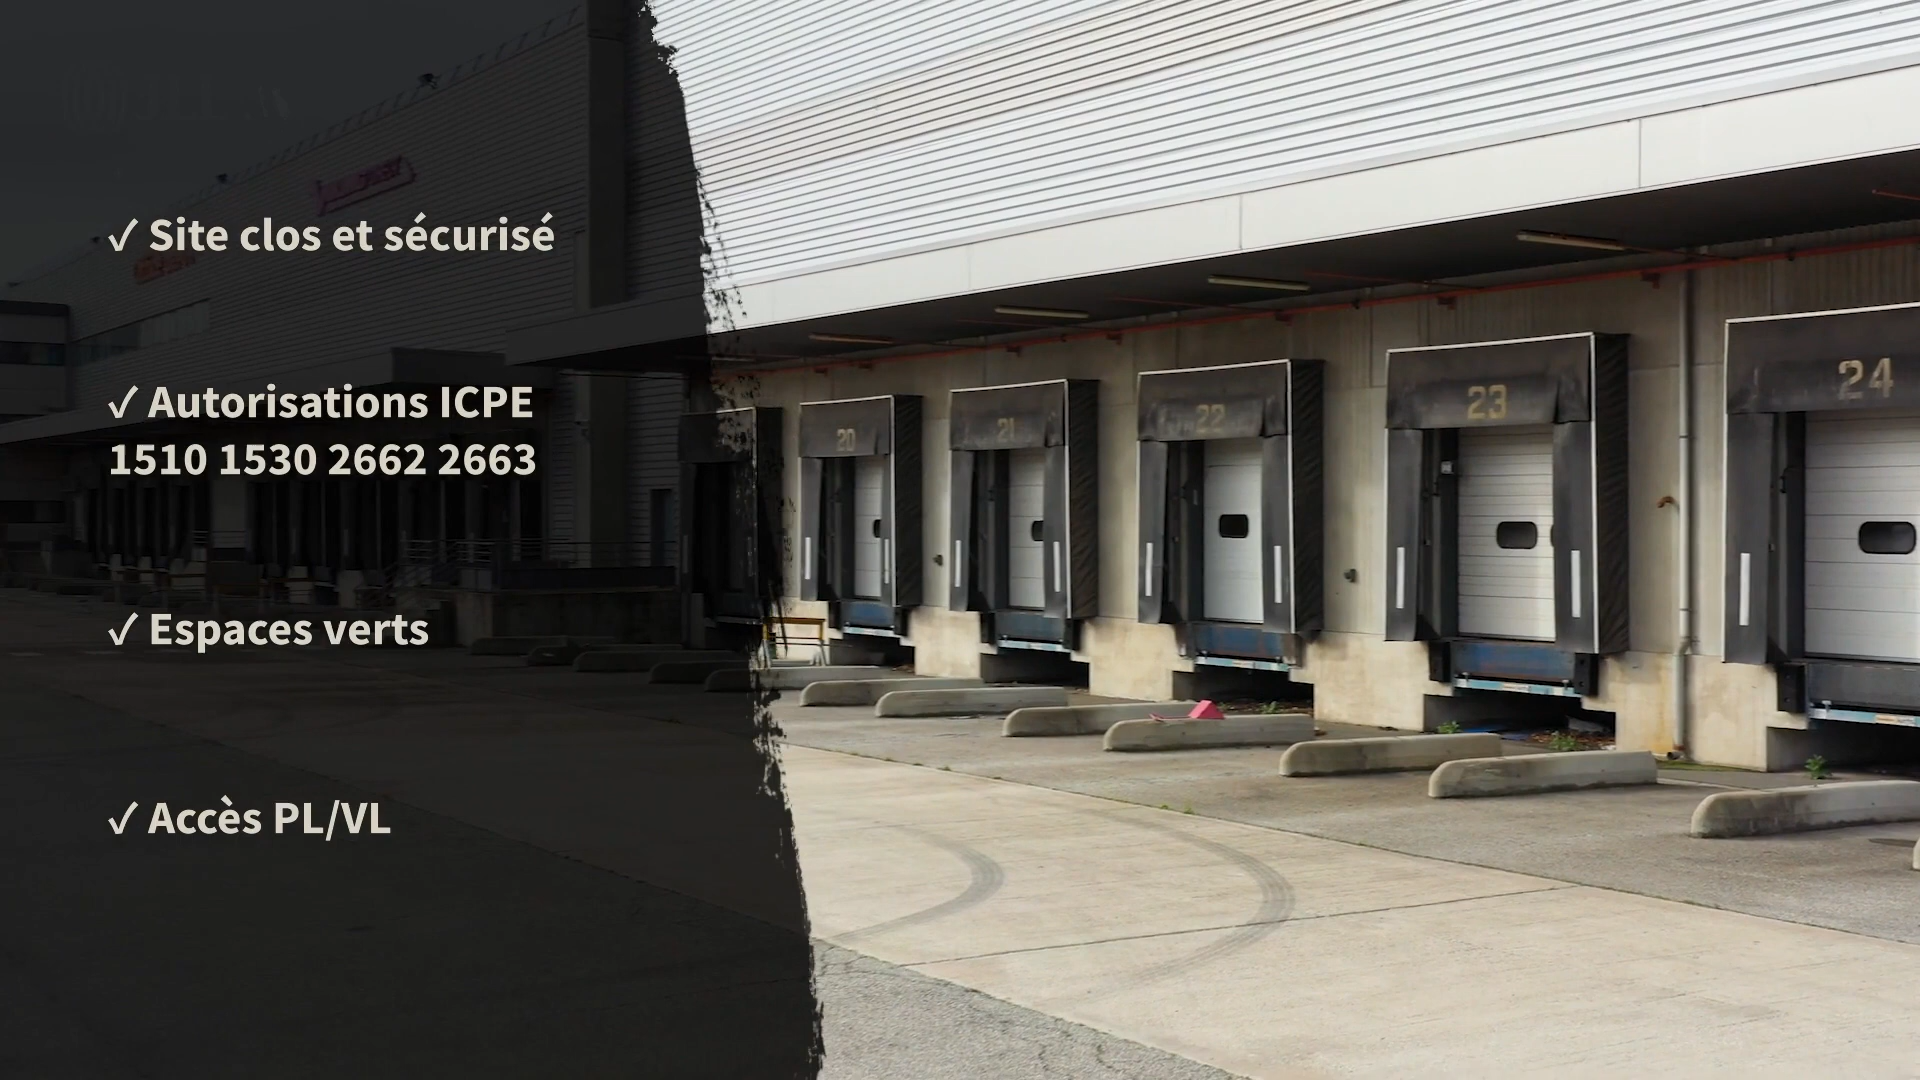 ✓ Site clos et sécurisé
✓ Autorisations ICPE
1510 1530 2662 2663
✓ Espaces verts
✓ Accès PL/VL
20
21
22
23
24